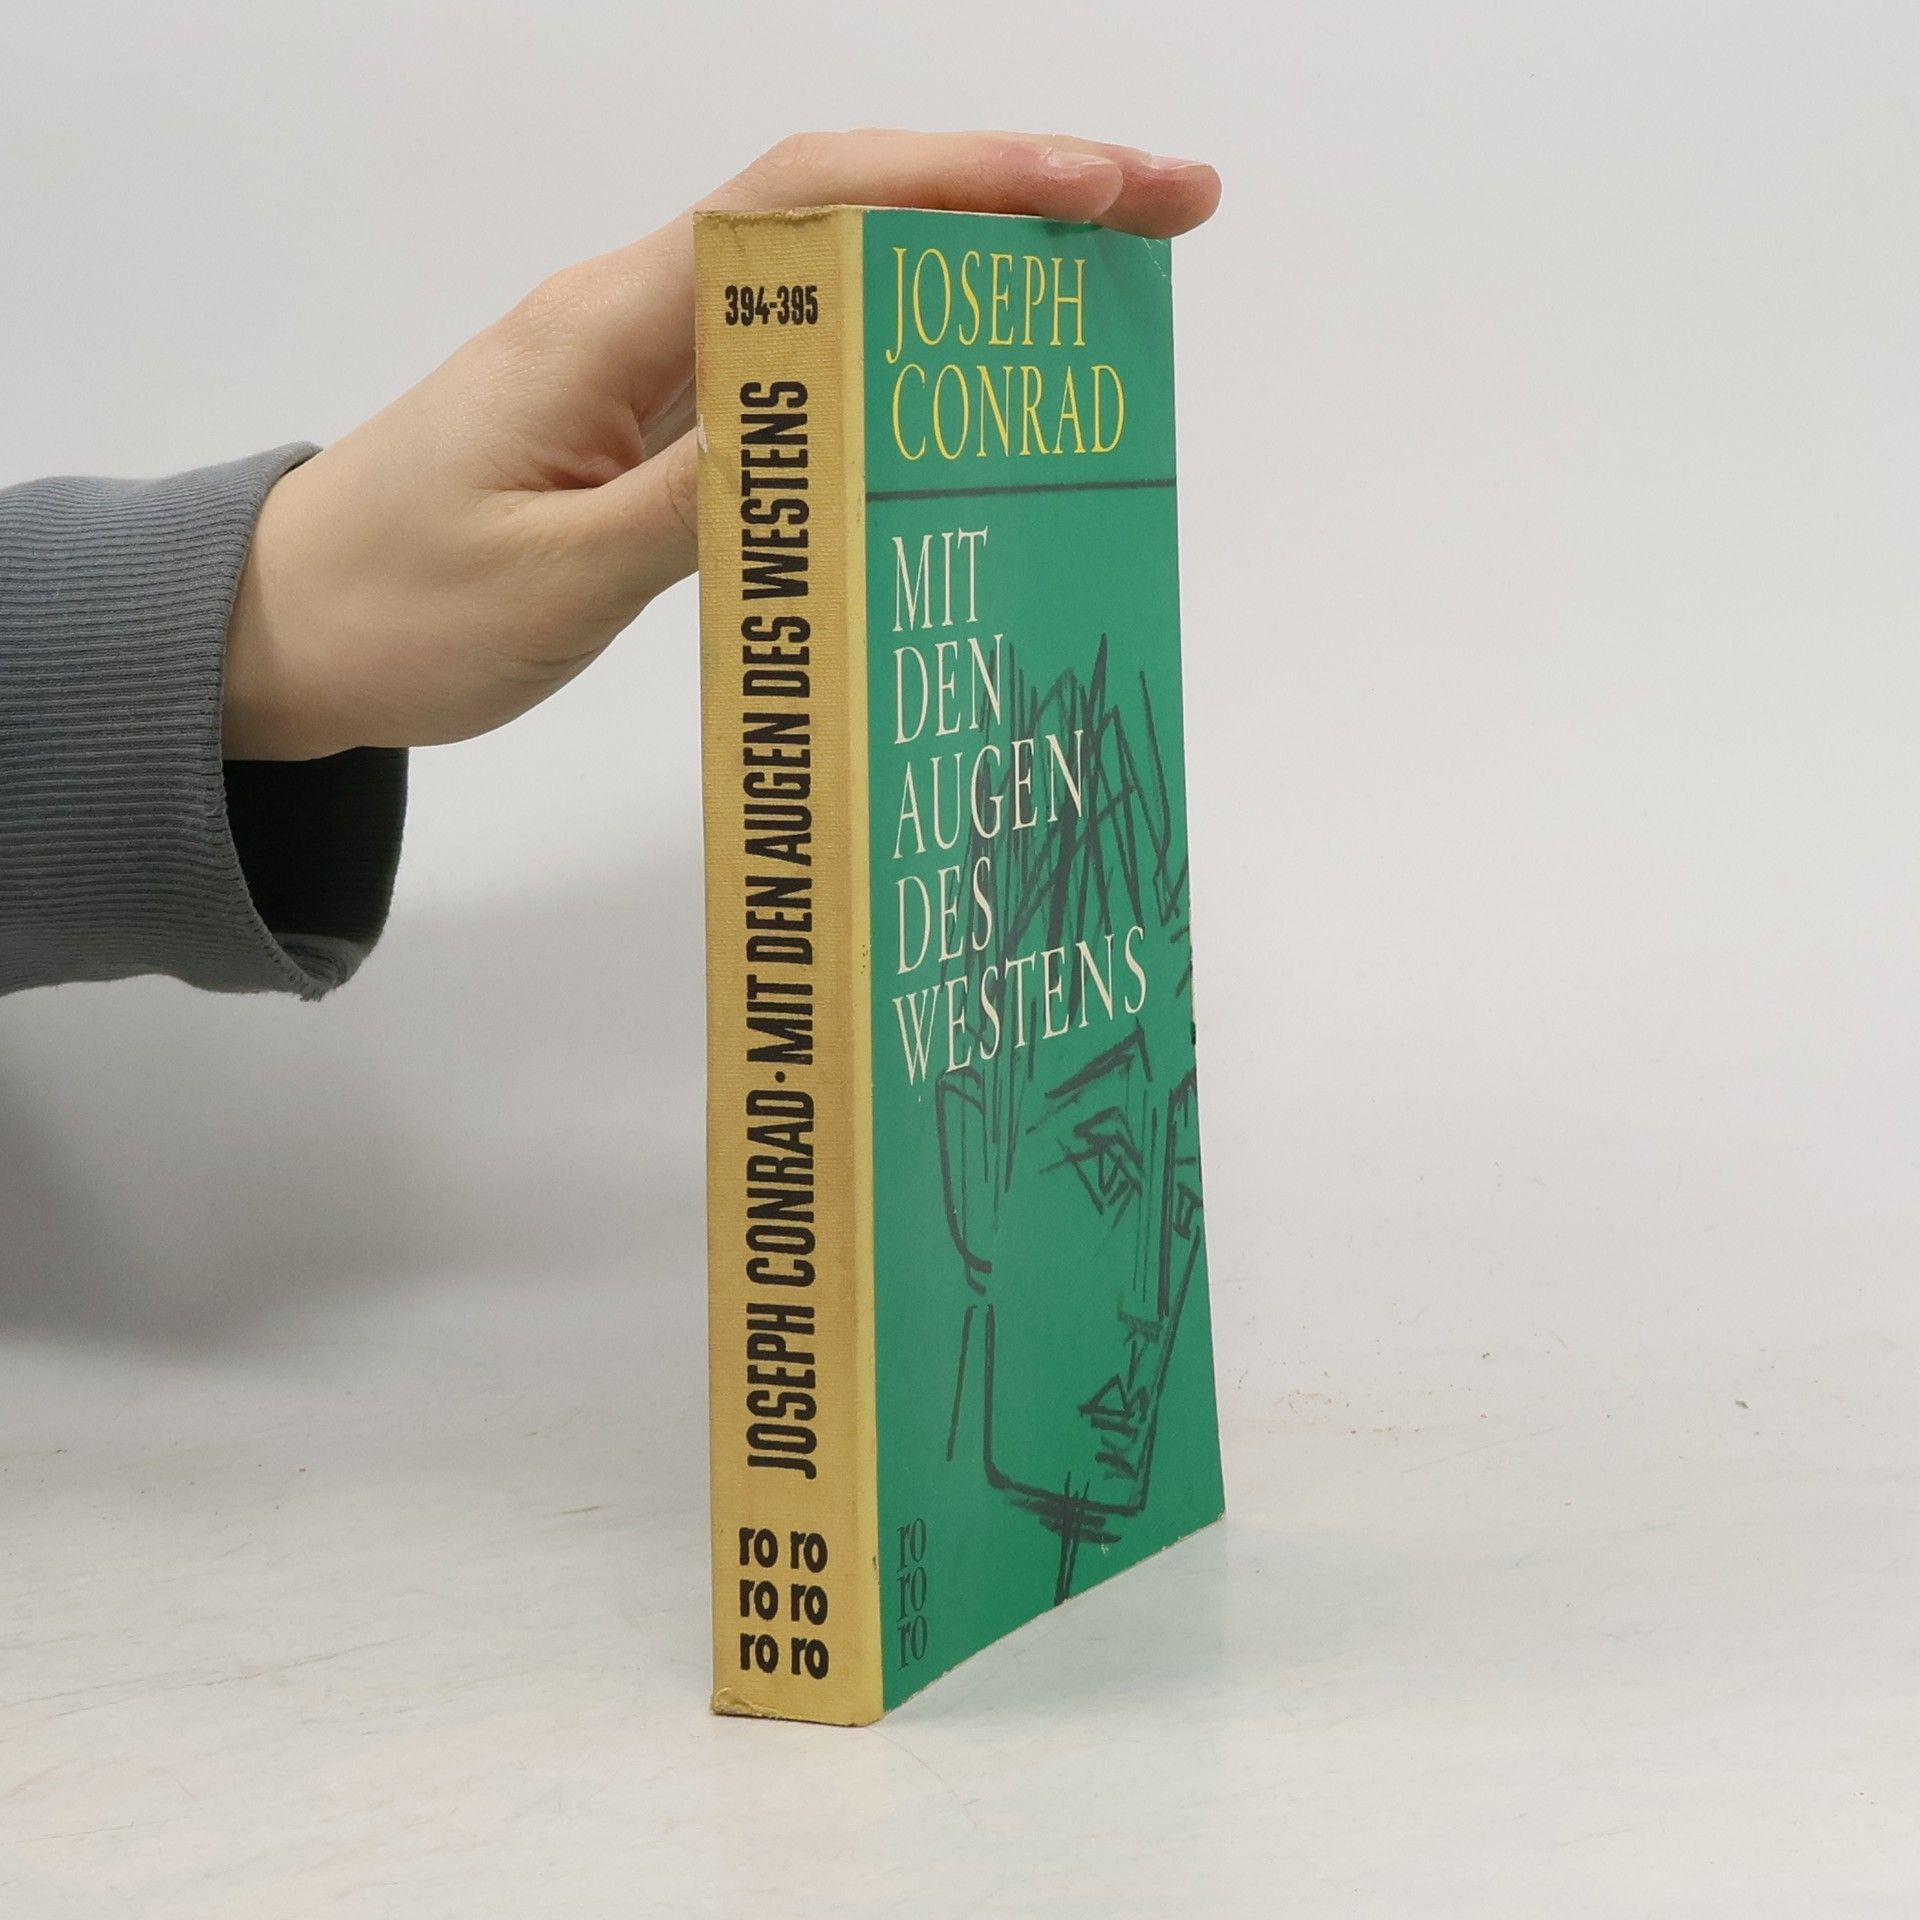 394-395
JOSEPH CONRAD · MIT DEN AUGEN DES WESTENS
ro ro
ro ro
ro ro
JOSEPH
CONRAD
MIT
DEN
AUGEN
DES
WESTENS
ro
ro
ro